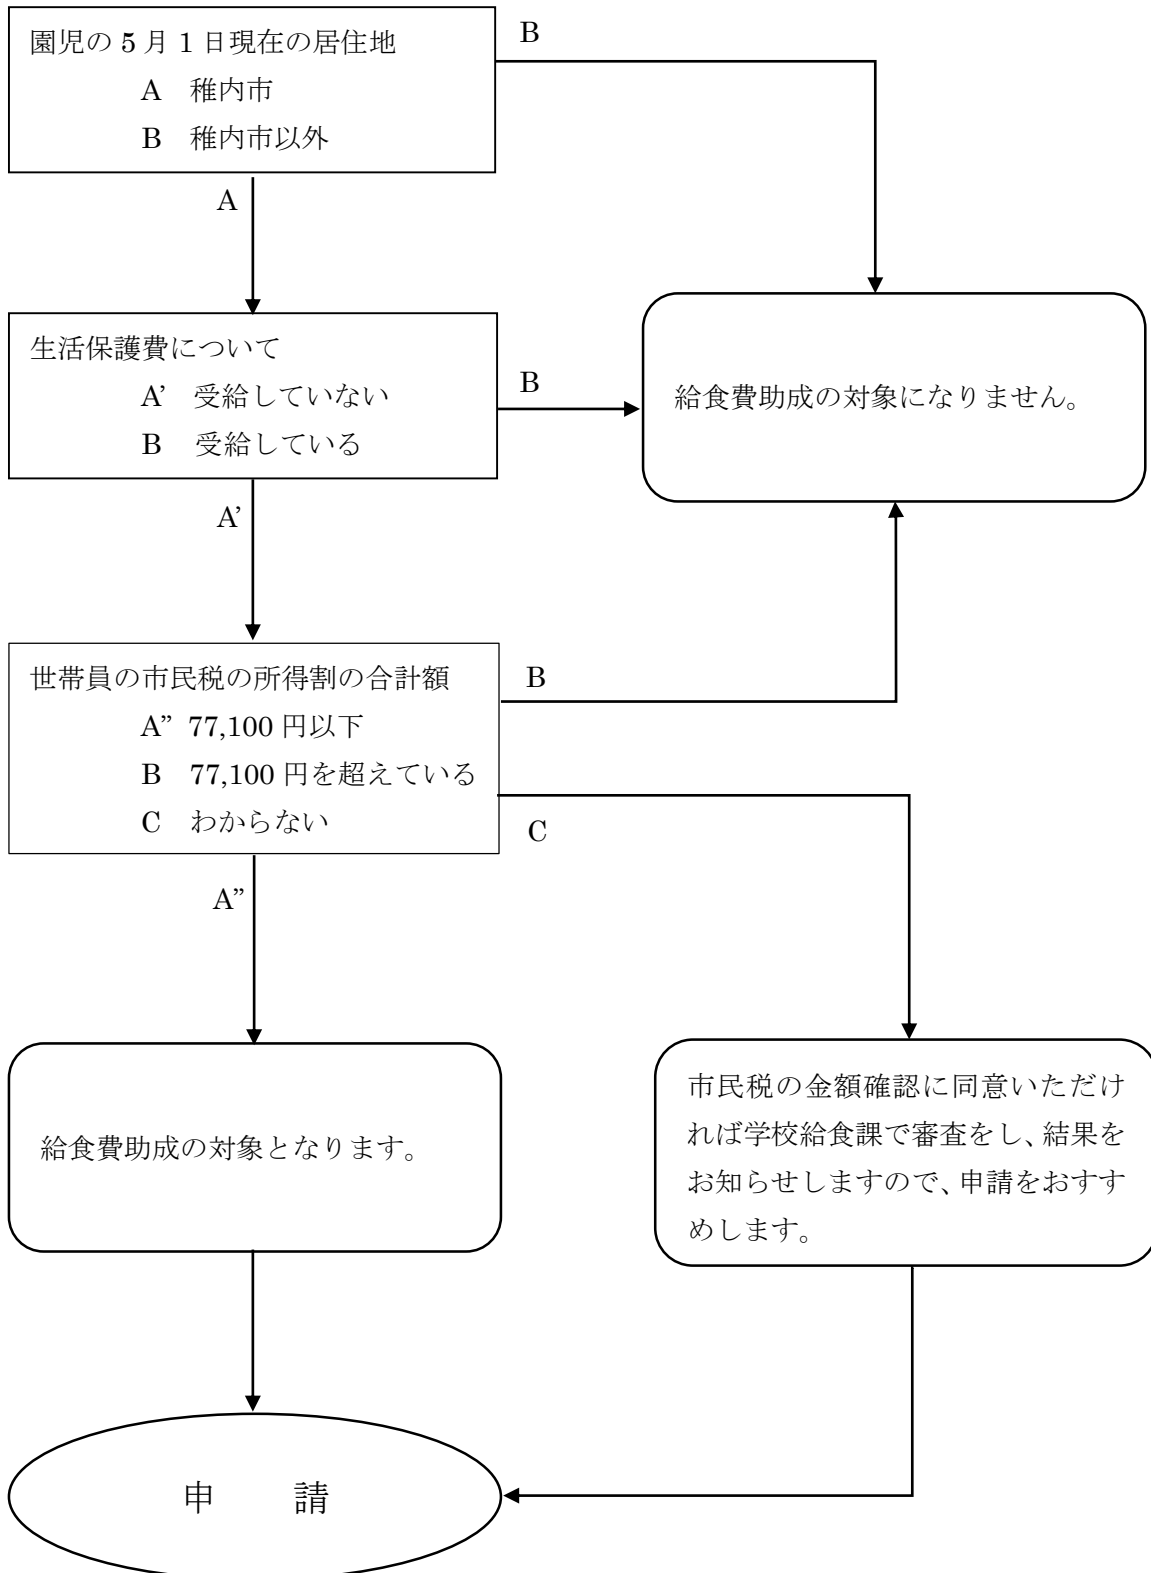 園児の5月1日現在の居住地
A 稚内市
B 稚内市以外
B
A
生活保護費について
A’ 受給していない
B 受給している
B
給食費助成の対象になりません。
A’
世帯員の市民税の所得割の合計額
A” 77,100円以下
B 77,100円を超えている
C わからない
B
C
A”
給食費助成の対象となります。
市民税の金額確認に同意いただけ
れば学校給食課で審査をし、結果を
お知らせしますので、申請をおすす
めします。
申 請